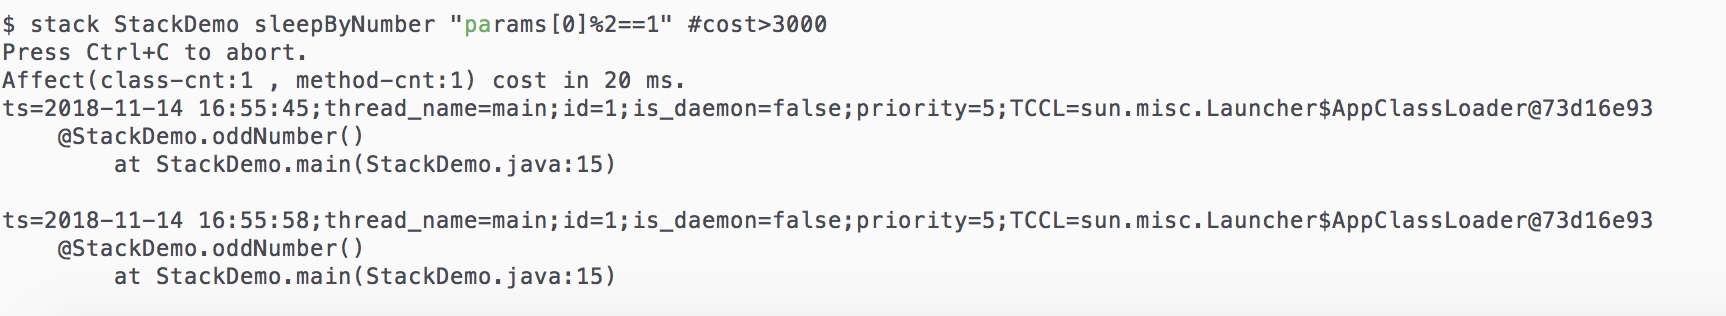 $ stack StackDemo sleepByNumber "params[0]%2==1" #cost>3000
Press Ctrl+C to abort.
Affect(class-cnt:1 , method-cnt:1) cost in 20 ms.
ts=2018-11-14 16:55:45;thread_name=main;id=1;is_daemon=false;priority=5;TCCL=sun.misc.Launcher$AppClassLoader@73d16e93
    @StackDemo.oddNumber()
        at StackDemo.main(StackDemo.java:15)

ts=2018-11-14 16:55:58;thread_name=main;id=1;is_daemon=false;priority=5;TCCL=sun.misc.Launcher$AppClassLoader@73d16e93
    @StackDemo.oddNumber()
        at StackDemo.main(StackDemo.java:15)